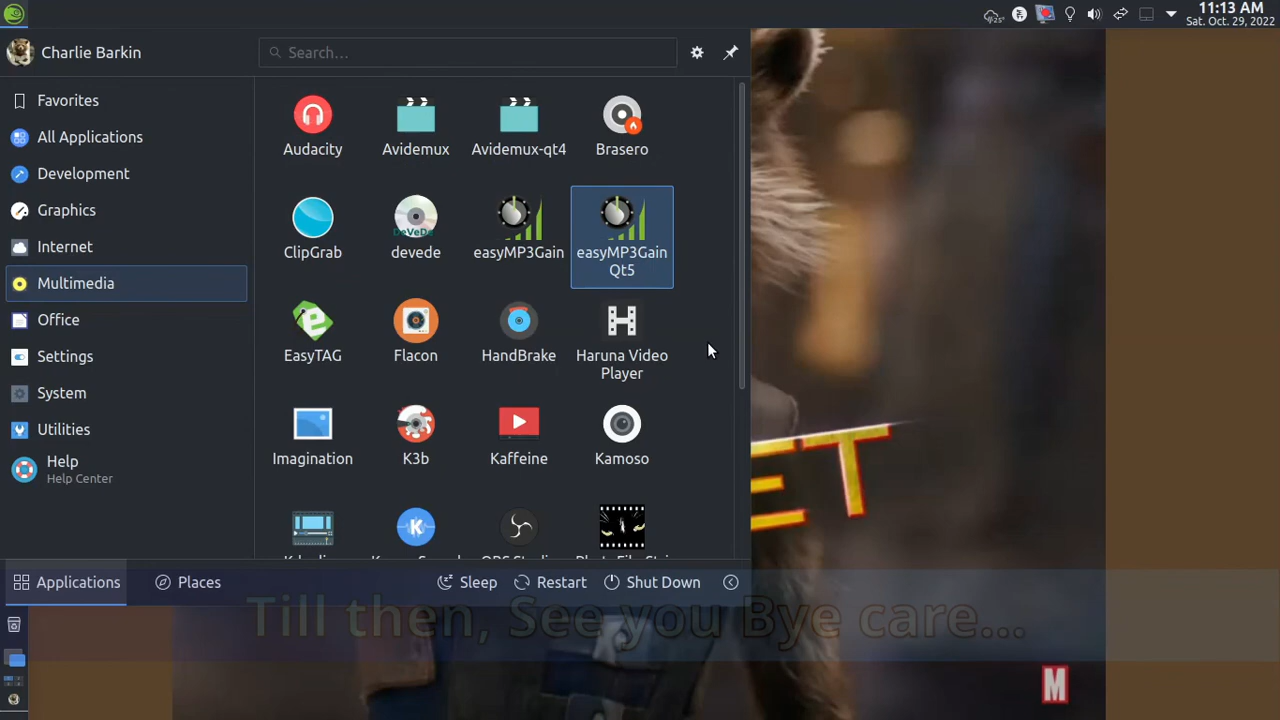 11:13 AM
Sat. Oct. 29, 2022
25°
Charlie Barkin
Search...
Favorites
All Applications
Development
Graphics
Internet
Multimedia
Office
Settings
System
Utilities
Help
Help Center
Audacity
Avidemux
Avidemux-qt4
Brasero
ClipGrab
devede
easyMP3Gain
easyMP3Gain
Qt5
EasyTAG
Flacon
HandBrake
Haruna Video
Player
Imagination
K3b
Kaffeine
Kamoso
Applications
Places
Sleep
Restart
Shut Down
ET
Till then, See you Bye care...
M